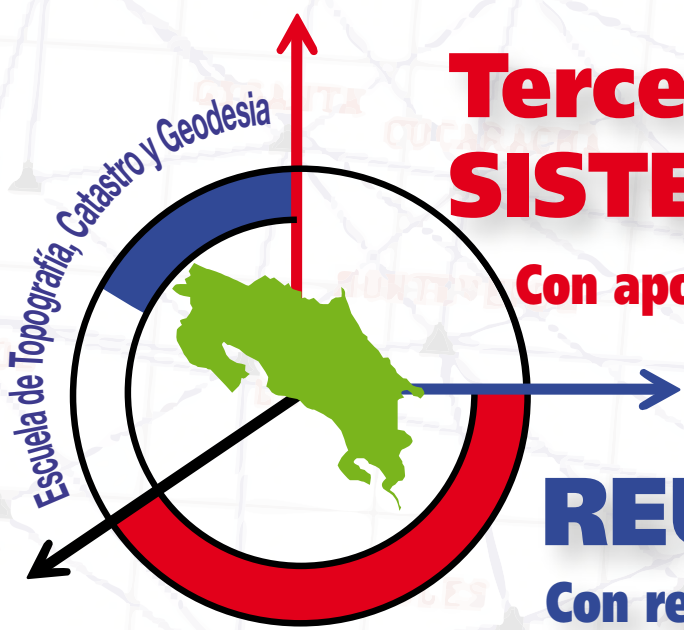 Escuela de Topografía, Catastro y Geodesia
Terce
SISTE
Con apo
REU
Con re